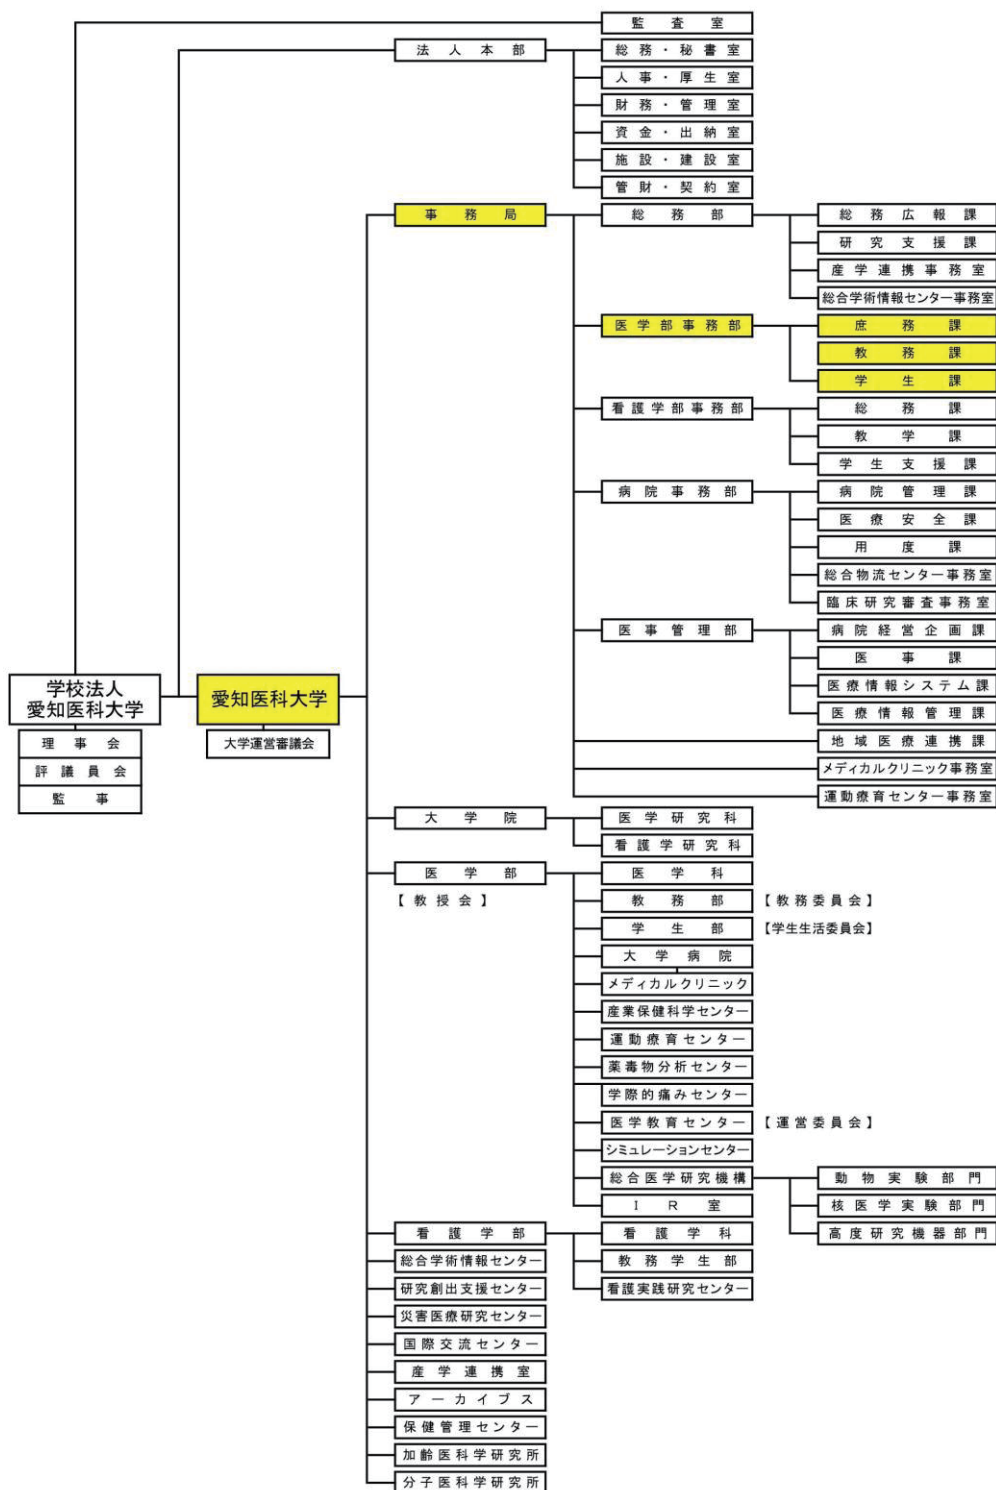 監査室
法人本部
総務・秘書室
人事・厚生室
財務・管理室
資金・出納室
施設・建設室
管財・契約室
事務局
総務部
総務広報課
研究支援課
産学連携事務室
総合学術情報センター事務室
医学部事務部
庶務課
教務課
学生課
看護学部事務部
総務課
教学課
学生支援課
病院事務部
病院管理課
医療安全課
用度課
総合物流センター事務室
臨床研究審査事務室
医事管理部
病院経営企画課
医事課
医療情報システム課
医療情報管理課
地域医療連携課
メディカルクリニック事務室
運動療育センター事務室
学校法人
愛知医科大学
理事会
評議員会
監事
愛知医科大学
大学運営審議会
大学院
医学研究科
看護学研究科
医学部
【教授会】
医学科
教務部
【教務委員会】
学生部
【学生生活委員会】
大学病院
メディカルクリニック
産業保健科学センター
運動療育センター
薬毒物分析センター
学際的痛みセンター
医学教育センター
【運営委員会】
シミュレーションセンター
総合医学研究機構
動物実験部門
核医学実験部門
高度研究機器部門
IR室
看護学部
看護学科
教務学生部
看護実践研究センター
総合学術情報センター
研究創出支援センター
災害医療研究センター
国際交流センター
産学連携室
アーカイブス
保健管理センター
加齢医科学研究所
分子医科学研究所